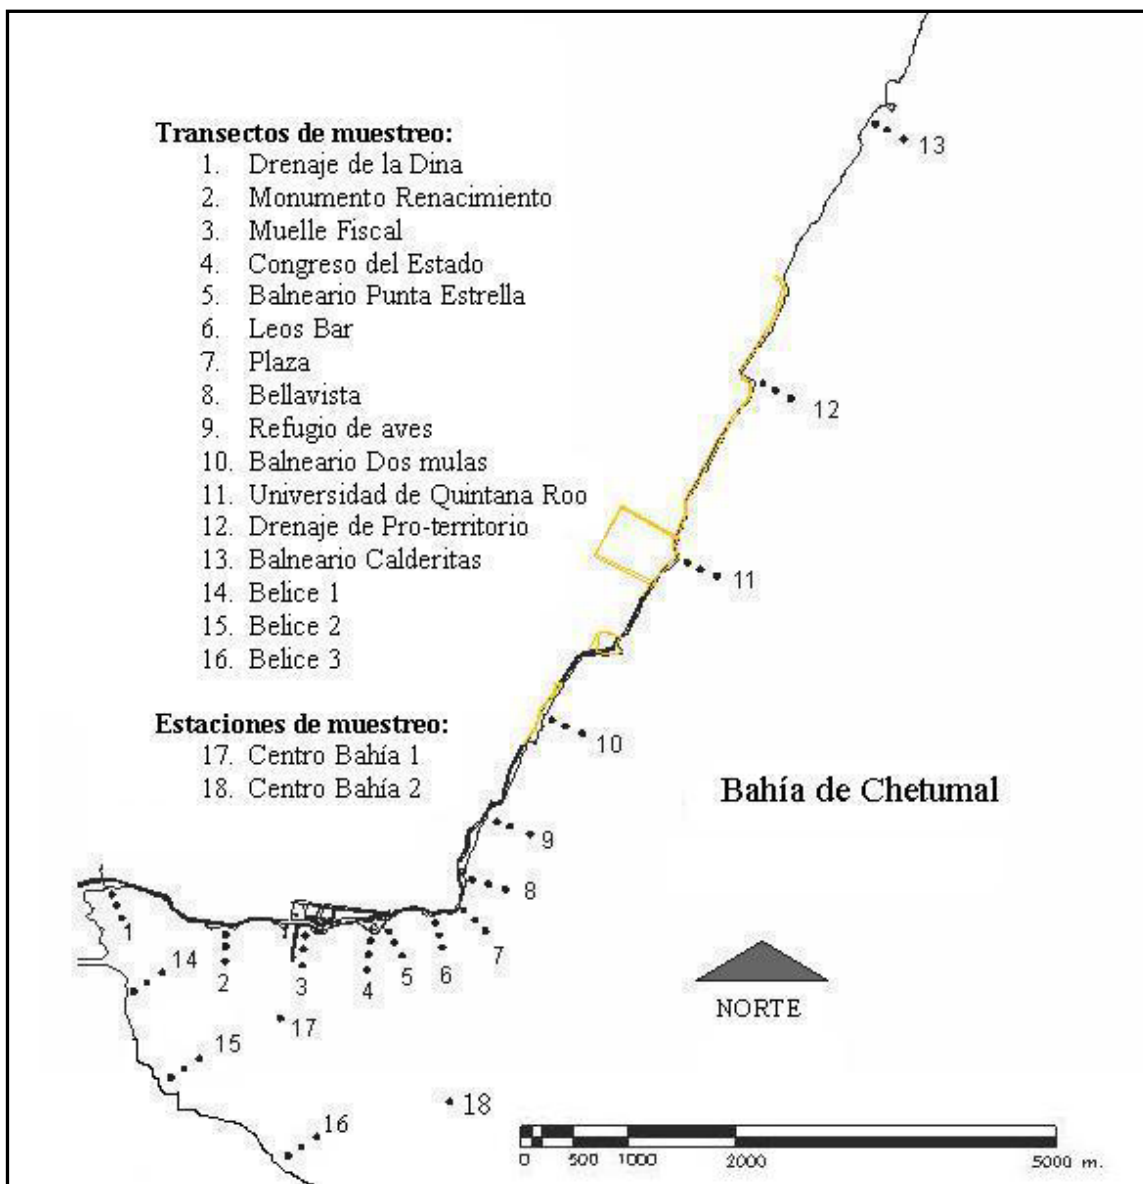 Transectos de muestreo:
1. Drenaje de la Dina
2. Monumento Renacimiento
3. Muelle Fiscal
4. Congreso del Estado
5. Balneario Punta Estrella
6. Leos Bar
7. Plaza
8. Bellavista
9. Refugio de aves
10. Balneario Dos mulas
11. Universidad de Quintana Roo
12. Drenaje de Pro-territorio
13. Balneario Calderitas
14. Belice 1
15. Belice 2
16. Belice 3
Estaciones de muestreo:
17. Centro Bahía 1
18. Centro Bahía 2
13
12
11
10
Bahía de Chetumal
9
8
7
1
14
2
3
4
5
6
17
NORTE
15
18
16
0 500 1000 2000 5000 m.